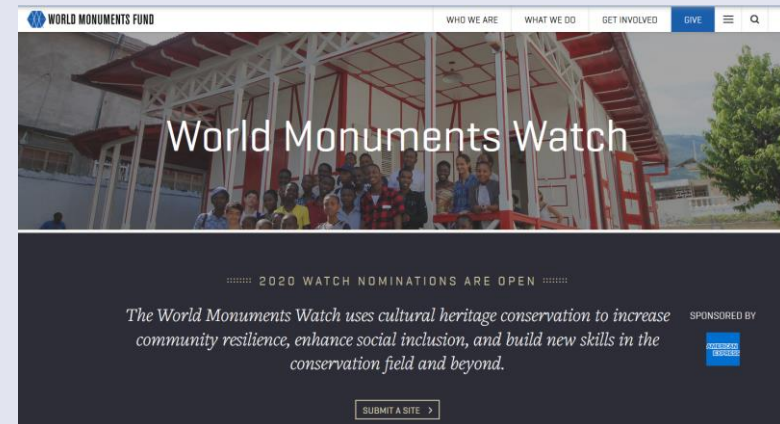 WORLD MONUMENTS FUND
WHO WE ARE
WHAT WE DO
GET INVOLVED
GIVE
World Monuments Watch
2020 WATCH NOMINATIONS ARE OPEN
The World Monuments Watch uses cultural heritage conservation to increase
community resilience, enhance social inclusion, and build new skills in the
conservation field and beyond.
SPONSORED BY
AMERICAN
EXPRESS
SUBMIT A SITE >